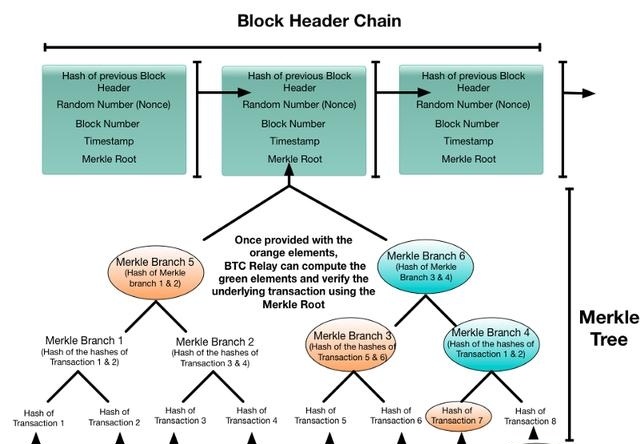 Block Header Chain
Hash of previous Block
Header
Random Number (Nonce)
Block Number
Timestamp
Merkle Root
Hash of previous Block
Header
Random Number (Nonce)
Block Number
Timestamp
Merkle Root
Hash of previous Block
Header
Random Number (Nonce)
Block Number
Timestamp
Merkle Root
Once provided with the
orange elements,
BTC Relay can compute the
green elements and verify the
underlying transaction using the
Merkle Root
Merkle Branch 5
(Hash of Merkle
branch 1 & 2)
Merkle Branch 6
(Hash of Merkle
Branch 3 & 4)
Merkle
Tree
Merkle Branch 1
(Hash of the hashes of
Transaction 1 & 2)
Merkle Branch 2
(Hash of the hashes of
Transaction 3 & 4)
Merkle Branch 3
(Hash of the hashes of
Transaction 5 & 6)
Merkle Branch 4
(Hash of the hashes of
Transaction 1 & 2)
Hash of
Transaction 1
Hash of
Transaction 2
Hash of
Transaction 3
Hash of
Transaction 4
Hash of
Transaction 5
Hash of
Transaction 6
Hash of
Transaction 7
Hash of
Transaction 8